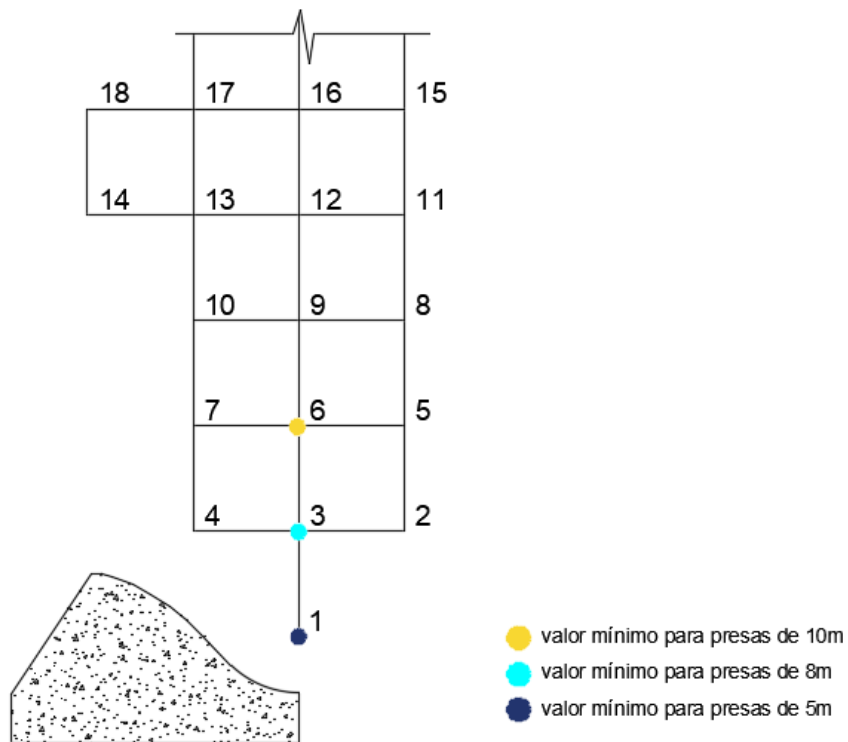 18 17 16 15
14 13 12 11
10 9 8
7 6 5
4 3 2
1
valor mínimo para presas de 10m
valor mínimo para presas de 8m
valor mínimo para presas de 5m